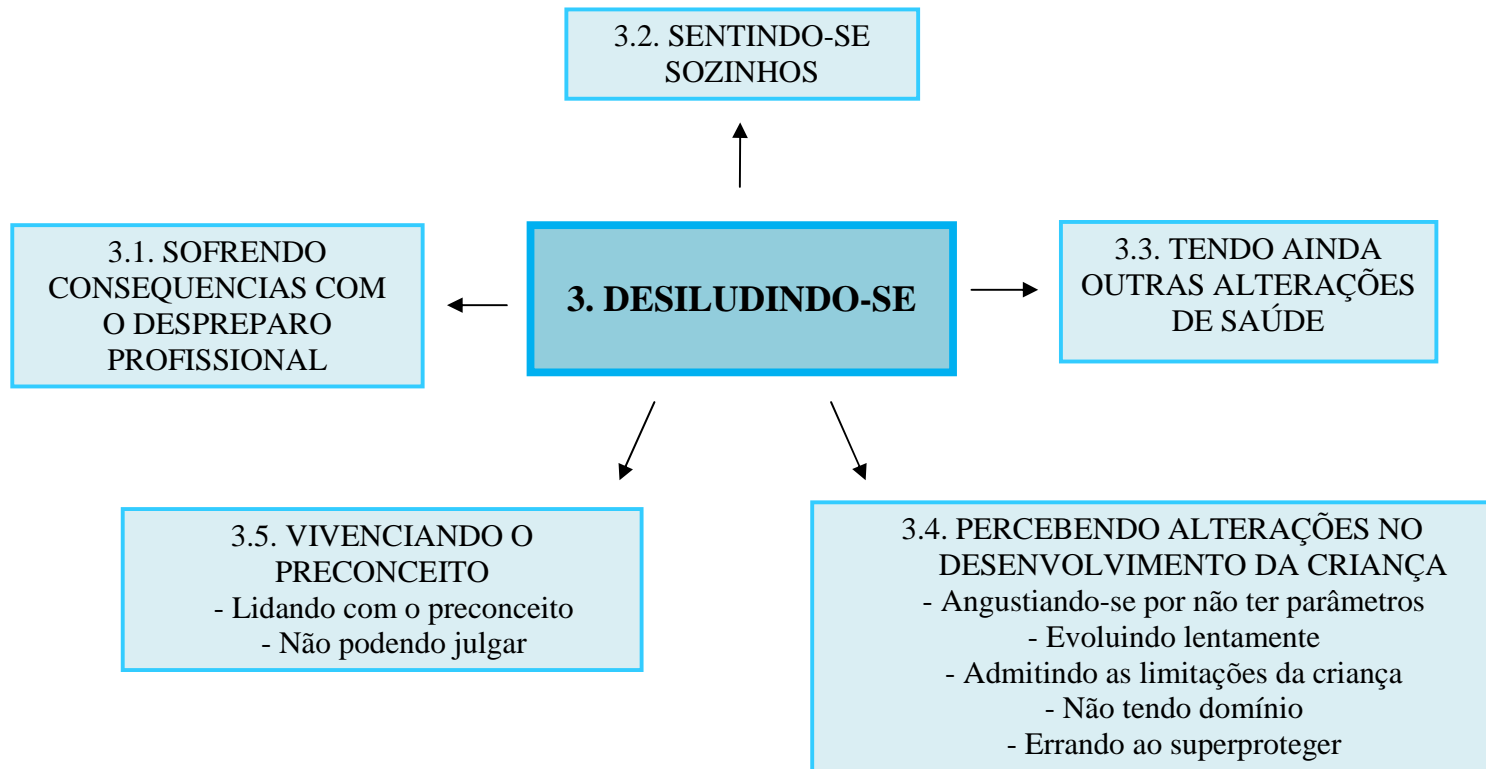 3.2. SENTINDO-SE
SOZINHOS
3.1. SOFRENDO
CONSEQUENCIAS COM
O DESPREPARO
PROFISSIONAL
3. DESILUDINDO-SE
3.3. TENDO AINDA
OUTRAS ALTERAÇÕES
DE SAÚDE
3.5. VIVENCIANDO O
PRECONCEITO
- Lidando com o preconceito
- Não podendo julgar
3.4. PERCEBENDO ALTERAÇÕES NO
DESENVOLVIMENTO DA CRIANÇA
- Angustiando-se por não ter parâmetros
- Evoluindo lentamente
- Admitindo as limitações da criança
- Não tendo domínio
- Errando ao superproteger